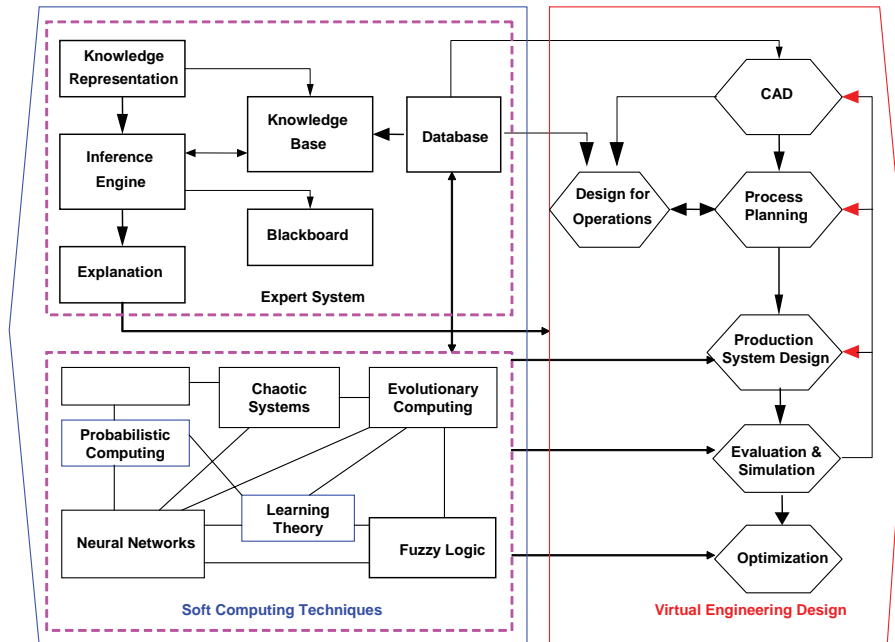 Knowledge
Representation
Knowledge
Base
Database
Inference
Engine
Blackboard
Explanation
Expert System
CAD
Design for
Operations
Process
Planning
Production
System Design
Evaluation &
Simulation
Optimization
Virtual Engineering Design
Chaotic
Systems
Evolutionary
Computing
Probabilistic
Computing
Learning
Theory
Neural Networks
Fuzzy Logic
Soft Computing Techniques